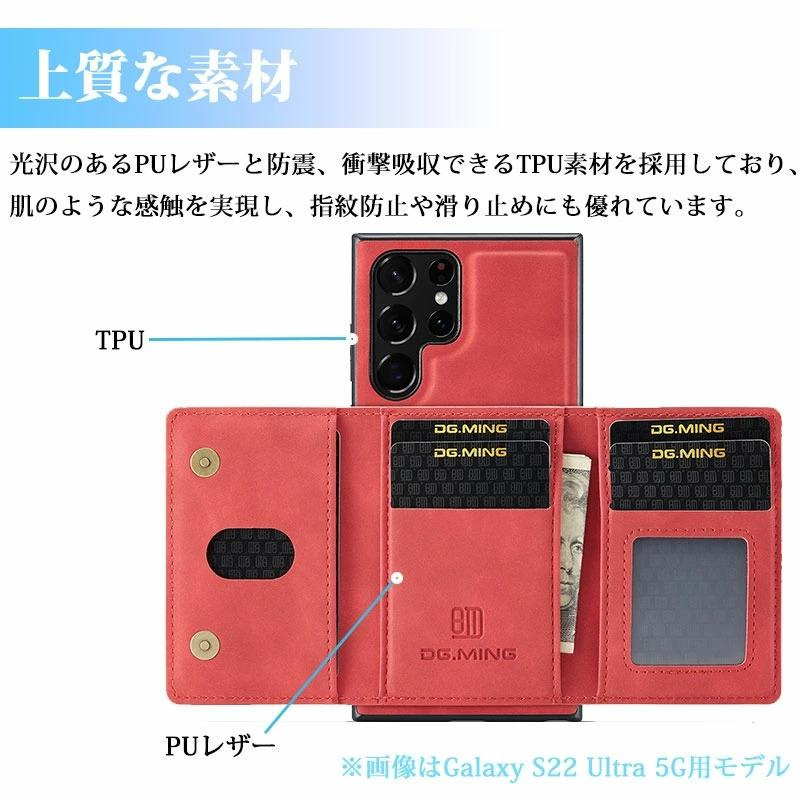 上質な素材
光沢のあるPUレザーと防震、衝撃吸収できるTPU素材を採用しており、
肌のような感触を実現し、指紋防止や滑り止めにも優れています。
TPU
DG.MING
DG.MING
DG.MING
DG.MING
DG.MING
PUレザー
※画像はGalaxy S22 Ultra 5G用モデル